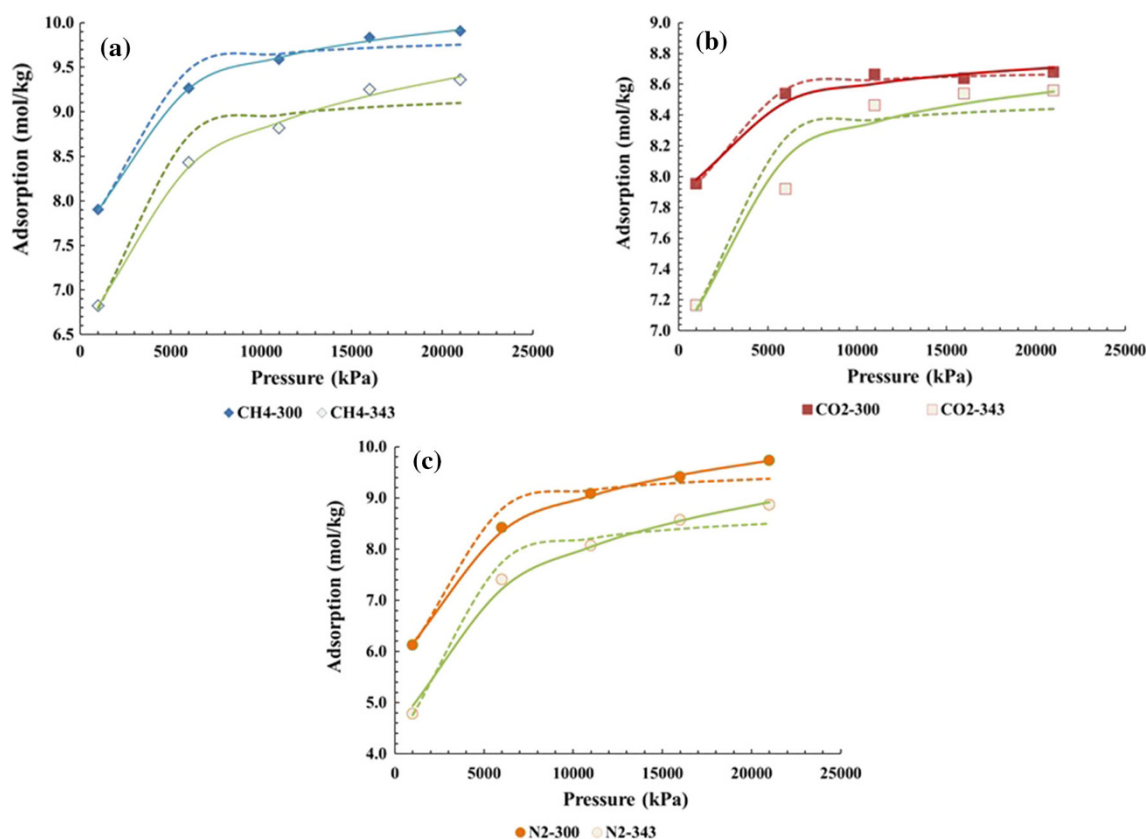 (a)
Adsorption (mol/kg)
10.0
9.5
9.0
8.5
8.0
7.5
7.0
6.5
0 5000 10000 15000 20000 25000
Pressure (kPa)
CH4-300 CH4-343
(b)
Adsorption (mol/kg)
9.0
8.8
8.6
8.4
8.2
8.0
7.8
7.6
7.4
7.2
7.0
0 5000 10000 15000 20000 25000
Pressure (kPa)
CO2-300 CO2-343
(c)
Adsorption (mol/kg)
10.0
9.0
8.0
7.0
6.0
5.0
4.0
0 5000 10000 15000 20000 25000
Pressure (kPa)
N2-300 N2-343